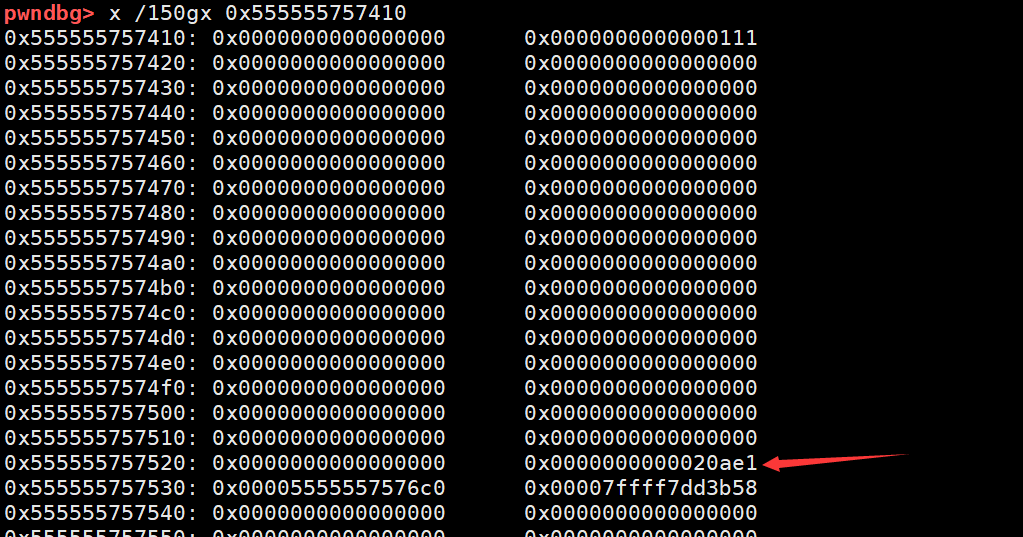 pwndbg> x /150gx 0x555555757410
0x555555757410: 0x0000000000000000 0x0000000000000111
0x555555757420: 0x0000000000000000 0x0000000000000000
0x555555757430: 0x0000000000000000 0x0000000000000000
0x555555757440: 0x0000000000000000 0x0000000000000000
0x555555757450: 0x0000000000000000 0x0000000000000000
0x555555757460: 0x0000000000000000 0x0000000000000000
0x555555757470: 0x0000000000000000 0x0000000000000000
0x555555757480: 0x0000000000000000 0x0000000000000000
0x555555757490: 0x0000000000000000 0x0000000000000000
0x5555557574a0: 0x0000000000000000 0x0000000000000000
0x5555557574b0: 0x0000000000000000 0x0000000000000000
0x5555557574c0: 0x0000000000000000 0x0000000000000000
0x5555557574d0: 0x0000000000000000 0x0000000000000000
0x5555557574e0: 0x0000000000000000 0x0000000000000000
0x5555557574f0: 0x0000000000000000 0x0000000000000000
0x555555757500: 0x0000000000000000 0x0000000000000000
0x555555757510: 0x0000000000000000 0x0000000000000000
0x555555757520: 0x0000000000000000 0x0000000000020ae1
0x555555757530: 0x00005555557576c0 0x00007ffff7dd3b58
0x555555757540: 0x0000000000000000 0x0000000000000000
0x555555757550: 0x0000000000000000 0x0000000000000000